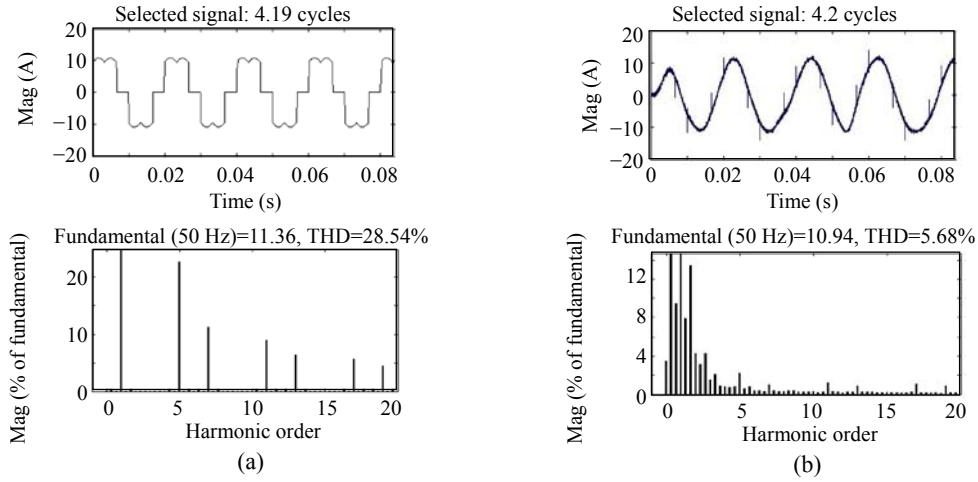 Selected signal: 4.19 cycles
20
10
0
−10
−20
Mag (A)
0 0.02 0.04 0.06 0.08
Time (s)
Fundamental (50 Hz)=11.36, THD=28.54%
20
10
0
Mag (% of fundamental)
0 5 10 15 20
Harmonic order
(a)
Selected signal: 4.2 cycles
20
10
0
−10
−20
Mag (A)
0 0.02 0.04 0.06 0.08
Time (s)
Fundamental (50 Hz)=10.94, THD=5.68%
12
8
4
0
Mag (% of fundamental)
0 5 10 15 20
Harmonic order
(b)